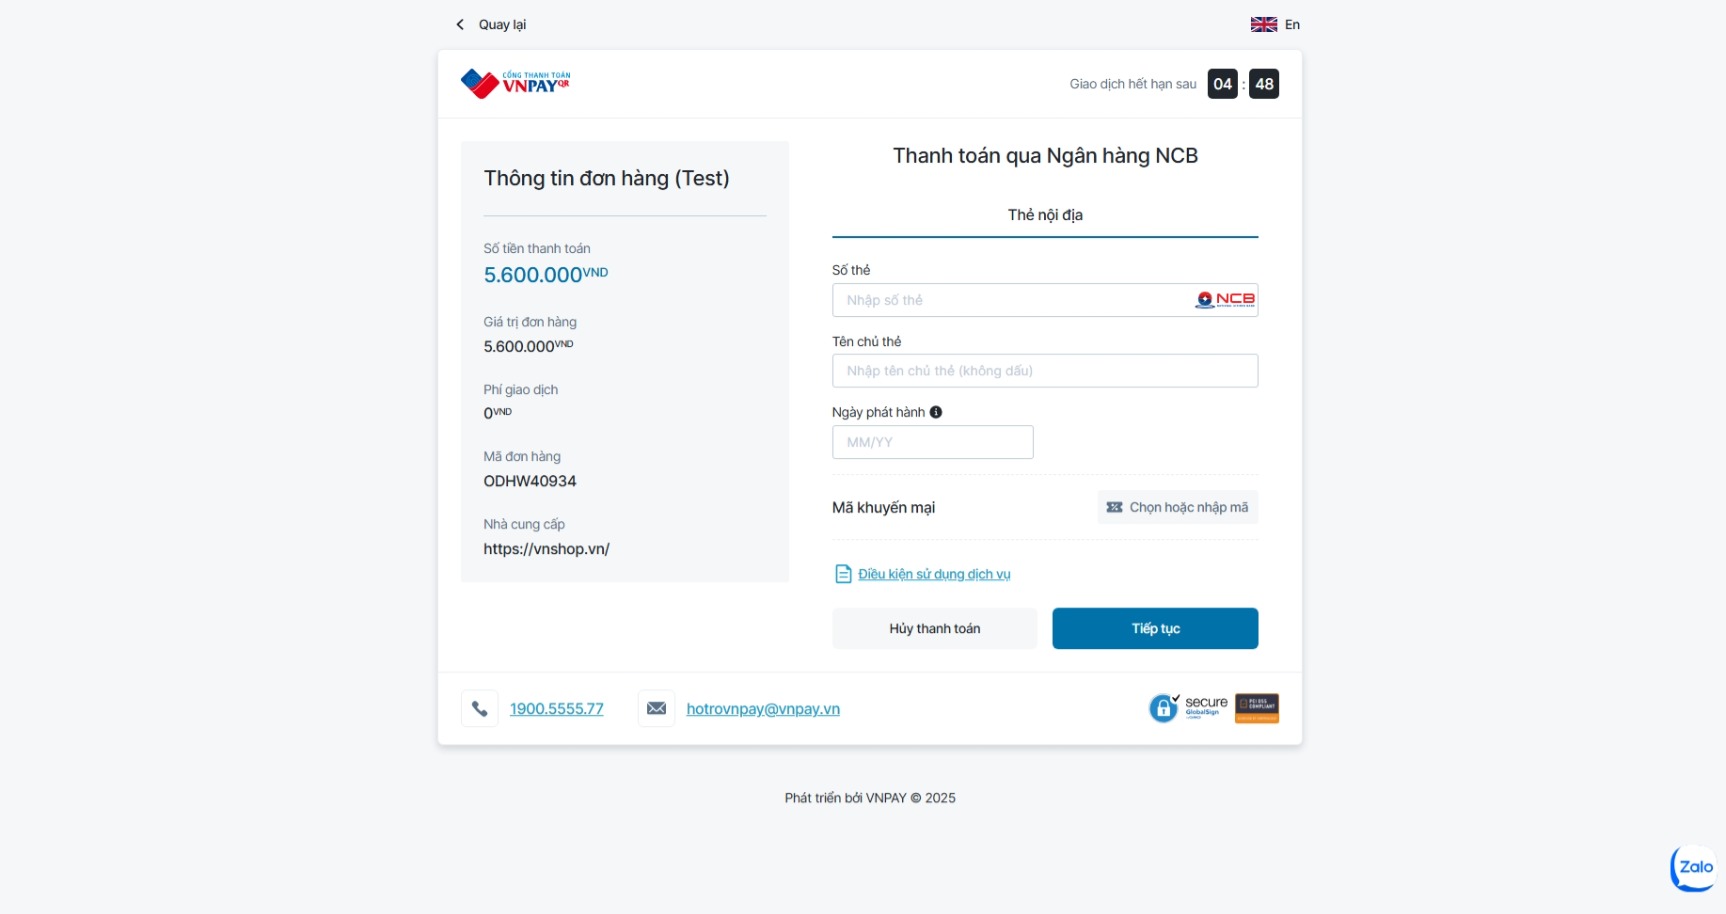 Quay lại
En
CỔNG THANH TOÁN
VNPAYQR
Giao dịch hết hạn sau 04 : 48
Thông tin đơn hàng (Test)
Số tiền thanh toán
5.600.000VND
Giá trị đơn hàng
5.600.000VND
Phí giao dịch
0VND
Mã đơn hàng
ODHW40934
Nhà cung cấp
https://vnshop.vn/
Thanh toán qua Ngân hàng NCB
Thẻ nội địa
Số thẻ
Nhập số thẻ
NCB
Tên chủ thẻ
Nhập tên chủ thẻ (không dấu)
Ngày phát hành
MM/YY
Mã khuyến mại
Chọn hoặc nhập mã
Điều kiện sử dụng dịch vụ
Hủy thanh toán
Tiếp tục
1900.5555.77
hotrovnpay@vnpay.vn
secure
GlobalSign
PCI DSS
COMPLIANT
Phát triển bởi VNPAY © 2025
Zalo